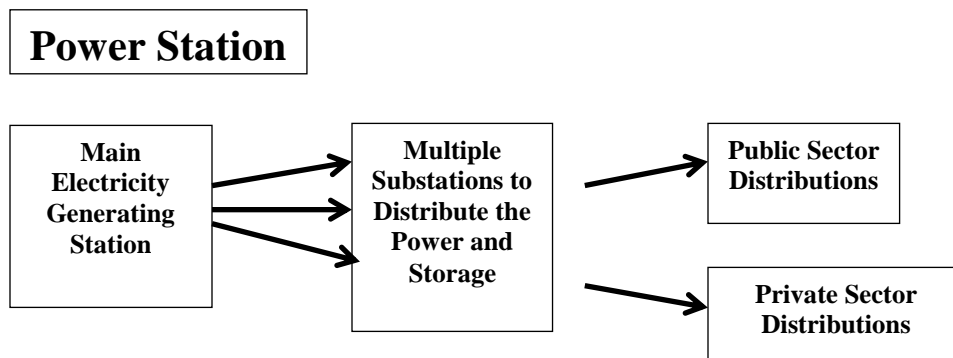 Power Station
Main
Electricity
Generating
Station
Multiple
Substations to
Distribute the
Power and
Storage
Public Sector
Distributions
Private Sector
Distributions